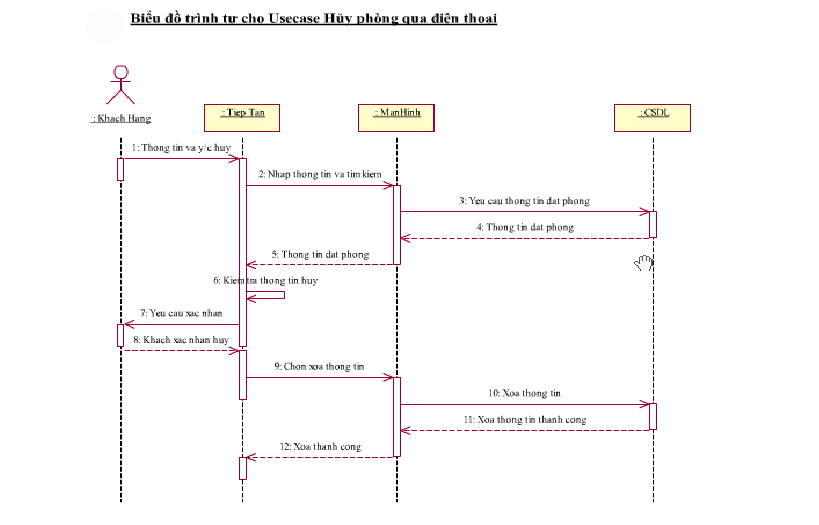 Biểu đồ trình tư cho Usecase Hủy phòng qua điên thoai
: Khach Hang
: Tiep Tan
: ManHinh
: CSDL
1: Thong tin va y/c huy
2: Nhap thong tin va tim kiem
3: Yeu cau thong tin dat phong
4: Thong tin dat phong
5: Thong tin dat phong
6: Kiem tra thong tin huy
7: Yeu cau xac nhan
8: Khach xac nhan huy
9: Chon xoa thong tin
10: Xoa thong tin
11: Xoa thong tin thanh cong
12: Xoa thanh cong